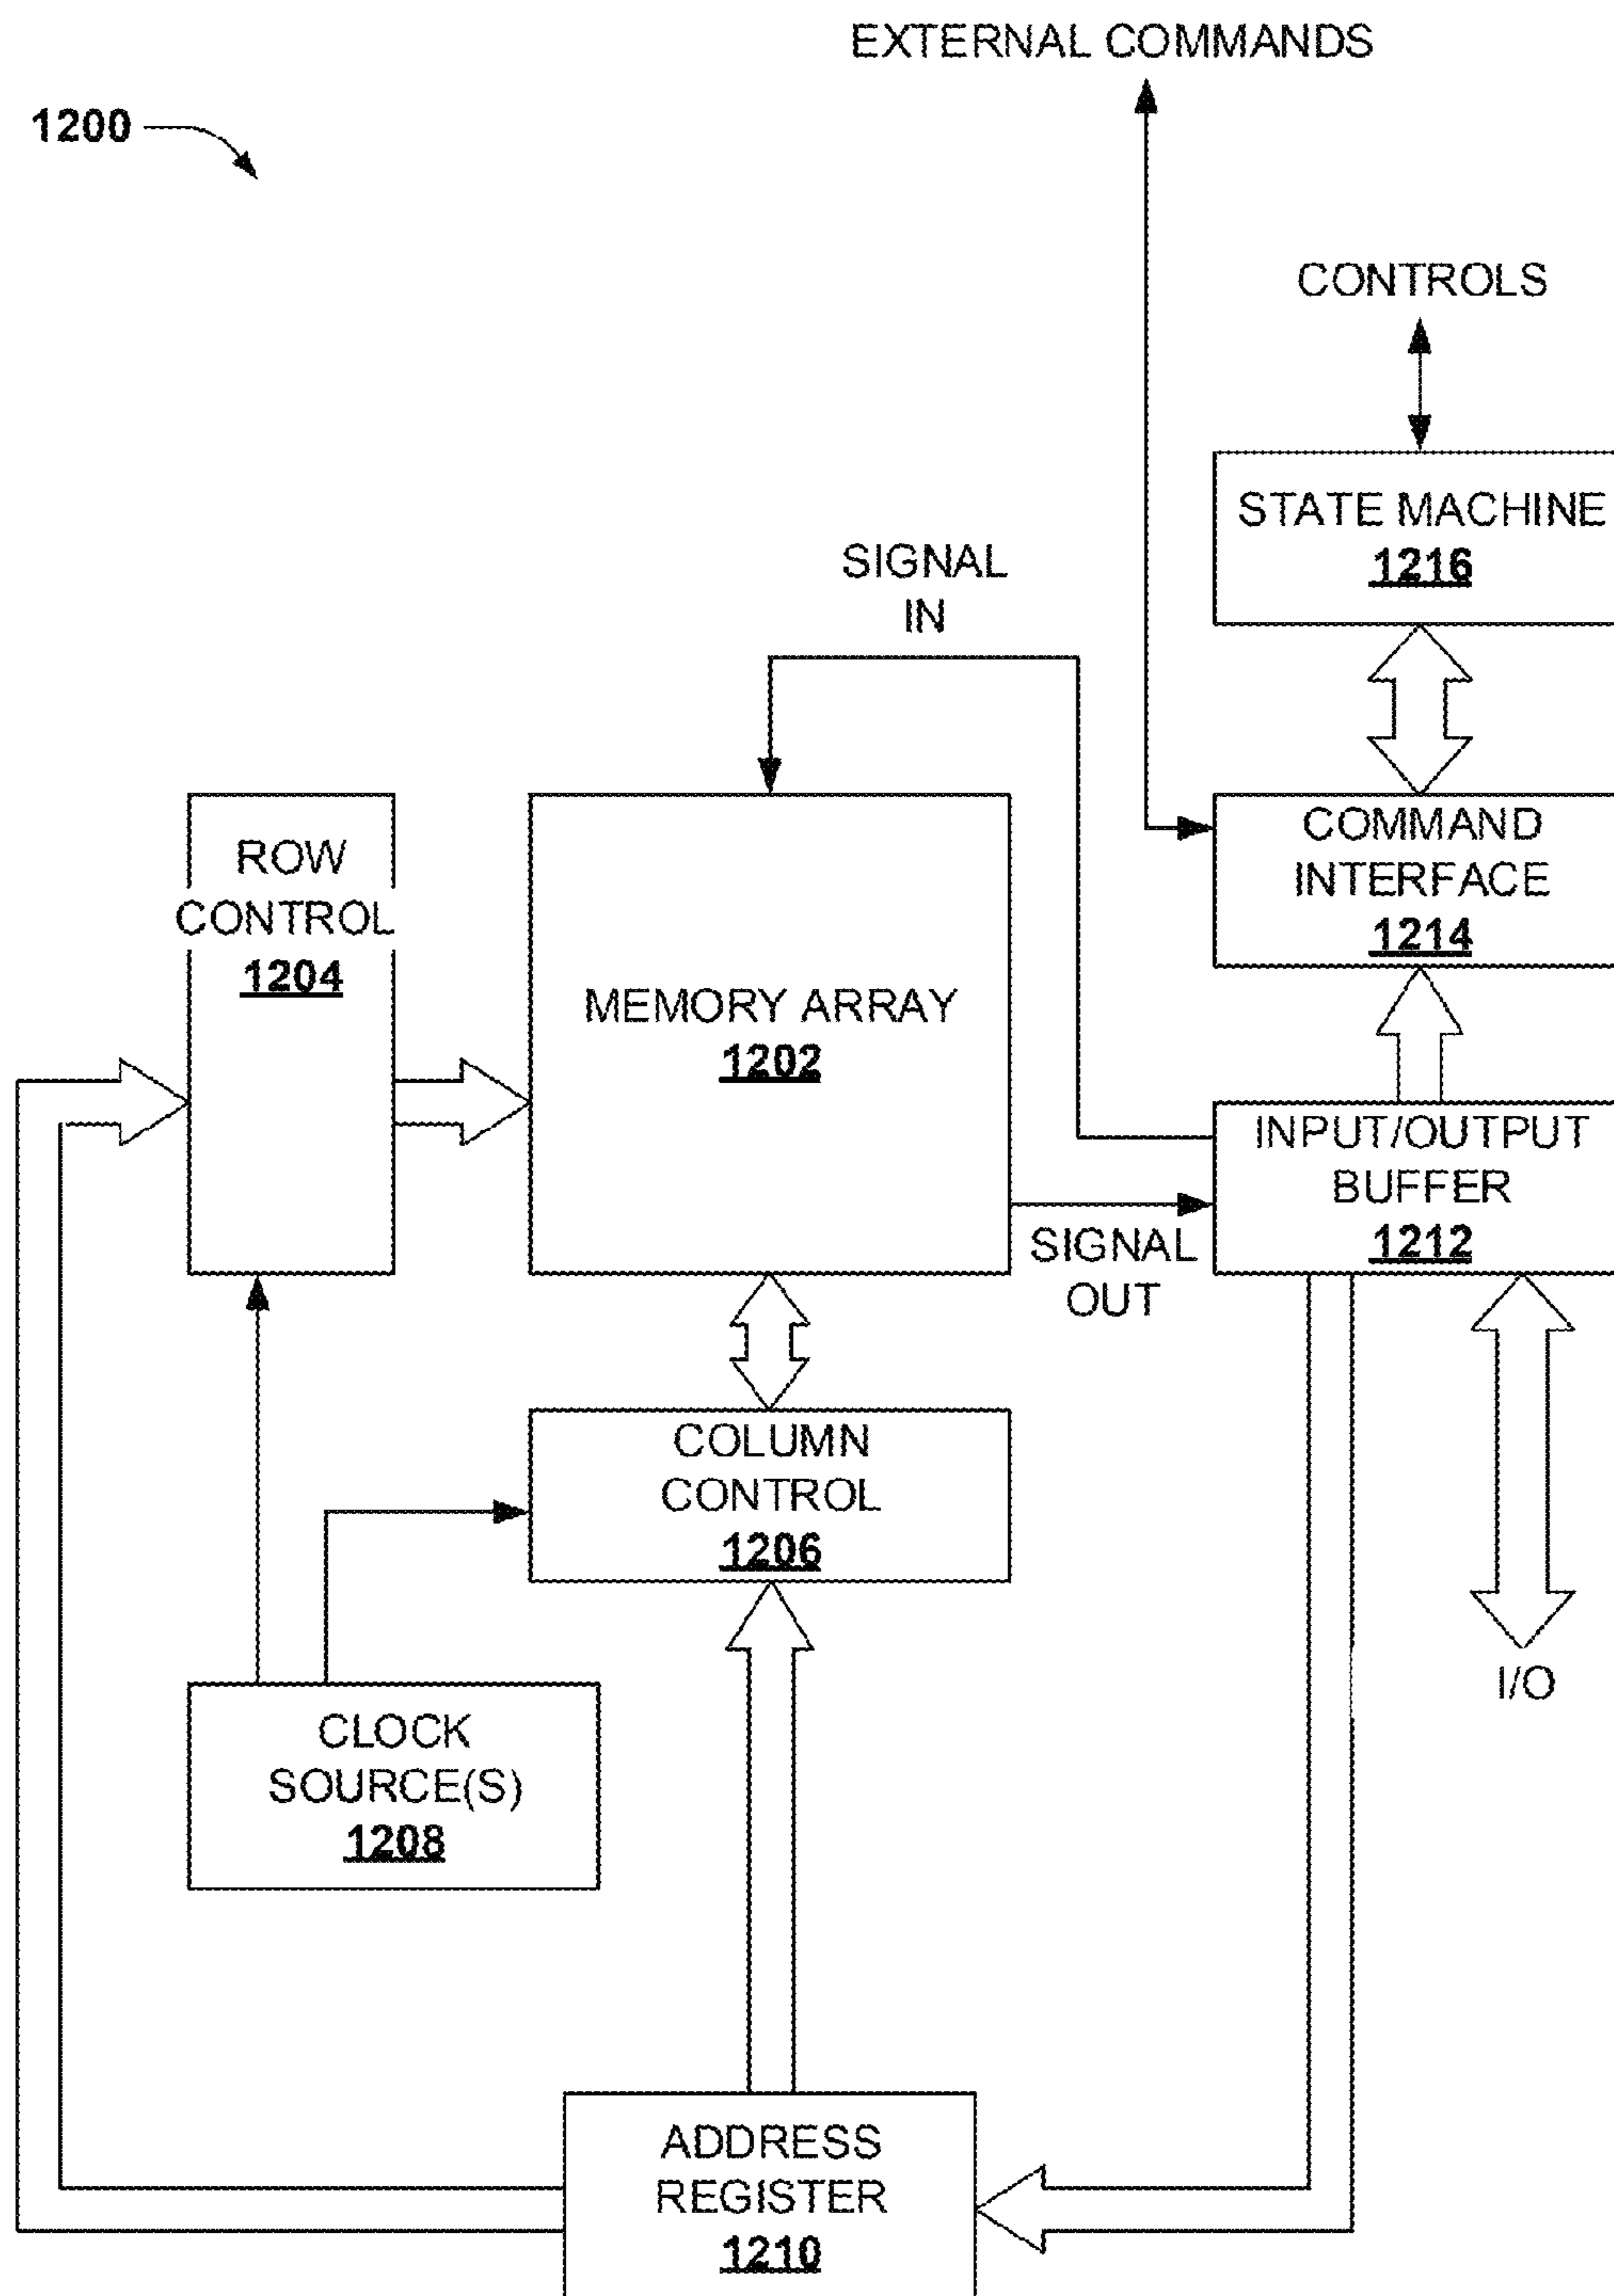 EXTERNAL COMMANDS
1200
CONTROLS
STATE MACHINE
1216
SIGNAL
IN
COMMAND
INTERFACE
1214
ROW
CONTROL
1204
MEMORY ARRAY
1202
INPUT/OUTPUT
BUFFER
1212
SIGNAL
OUT
COLUMN
CONTROL
1206
I/O
CLOCK
SOURCE(S)
1208
ADDRESS
REGISTER
1210